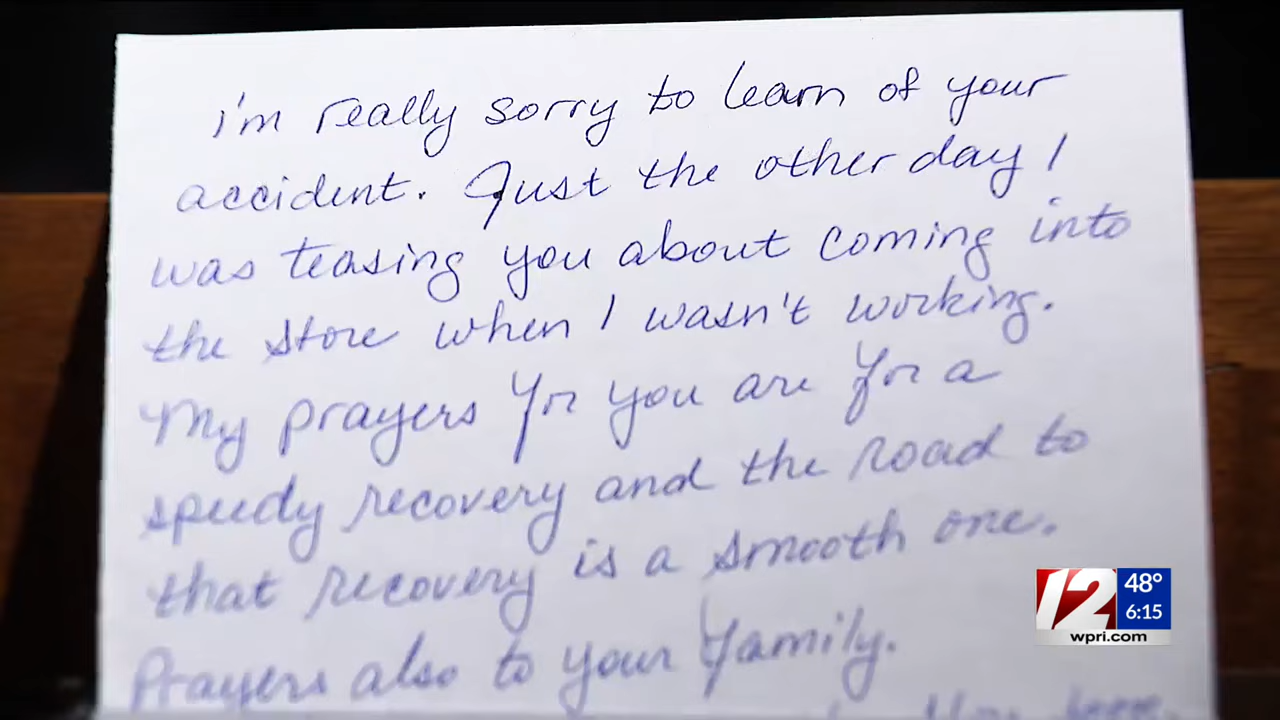 i'm really sorry to learn of your
accident. Just the other day I
was teasing you about coming into
the store when I wasn't working.
My prayers for you are for a
speedy recovery and the road to
that recovery is a smooth one.
Prayers also to your family.
12
48°
6:15
wpri.com